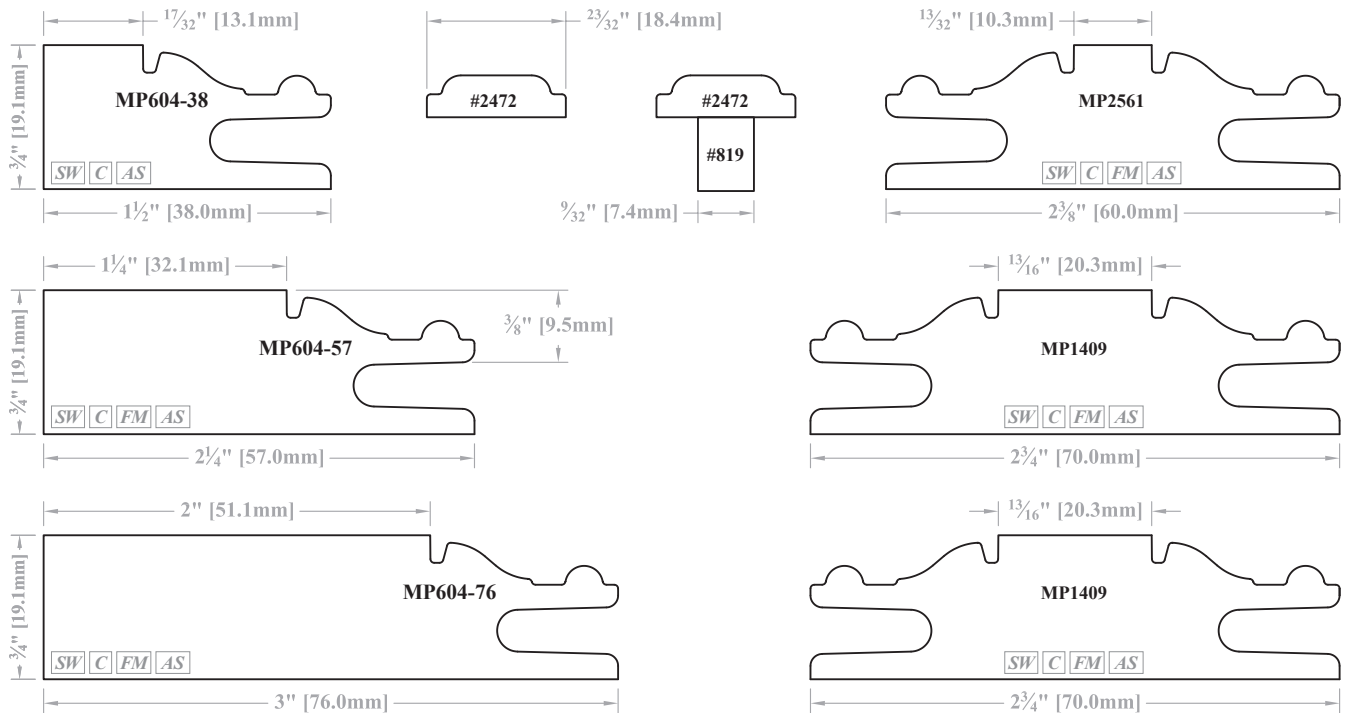 17/32" [13.1mm]
23/32" [18.4mm]
13/32" [10.3mm]
3/4" [19.1mm]
MP604-38
#2472
#2472
MP2561
#819
SW C AS
SW C FM AS
1 1/2" [38.0mm]
9/32" [7.4mm]
2 3/8" [60.0mm]
1 1/4" [32.1mm]
13/16" [20.3mm]
3/4" [19.1mm]
3/8" [9.5mm]
MP604-57
MP1409
SW C FM AS
SW C FM AS
2 1/4" [57.0mm]
2 3/4" [70.0mm]
2" [51.1mm]
13/16" [20.3mm]
3/4" [19.1mm]
MP604-76
MP1409
SW C FM AS
SW C FM AS
3" [76.0mm]
2 3/4" [70.0mm]